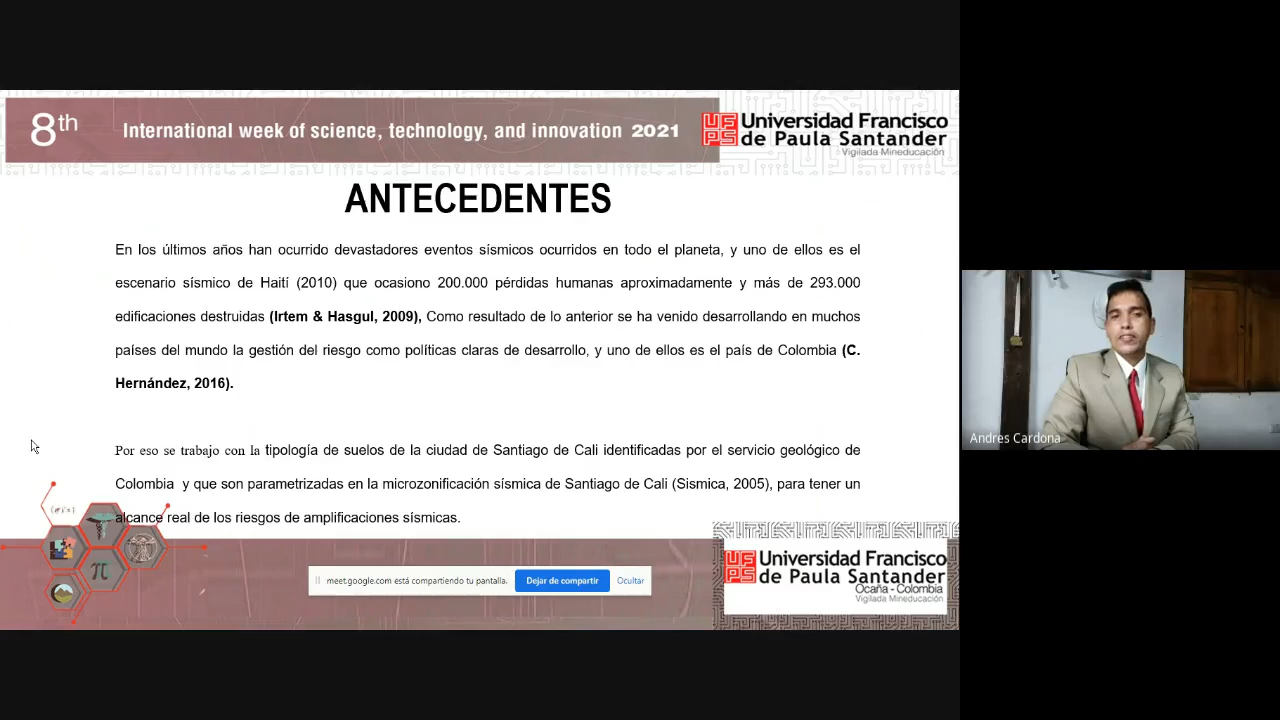 8th
International week of science, technology, and innovation 2021
UFPS Universidad Francisco
de Paula Santander
Vigilada Mineducación
ANTECEDENTES
En los últimos años han ocurrido devastadores eventos sísmicos ocurridos en todo el planeta, y uno de ellos es el
escenario sísmico de Haití (2010) que ocasiono 200.000 pérdidas humanas aproximadamente y más de 293.000
edificaciones destruidas (Irtem & Hasgul, 2009), Como resultado de lo anterior se ha venido desarrollando en muchos
países del mundo la gestión del riesgo como políticas claras de desarrollo, y uno de ellos es el país de Colombia (C.
Hernández, 2016).
Por eso se trabajo con la tipología de suelos de la ciudad de Santiago de Cali identificadas por el servicio geológico de
Colombia y que son parametrizadas en la microzonificación sísmica de Santiago de Cali (Sismica, 2005), para tener un
alcance real de los riesgos de amplificaciones sísmicas.
π
meet.google.com está compartiendo tu pantalla. Dejar de compartir Ocultar
UFPS Universidad Francisco
de Paula Santander
Ocaña - Colombia
Vigilada Mineducación
Andres Cardona